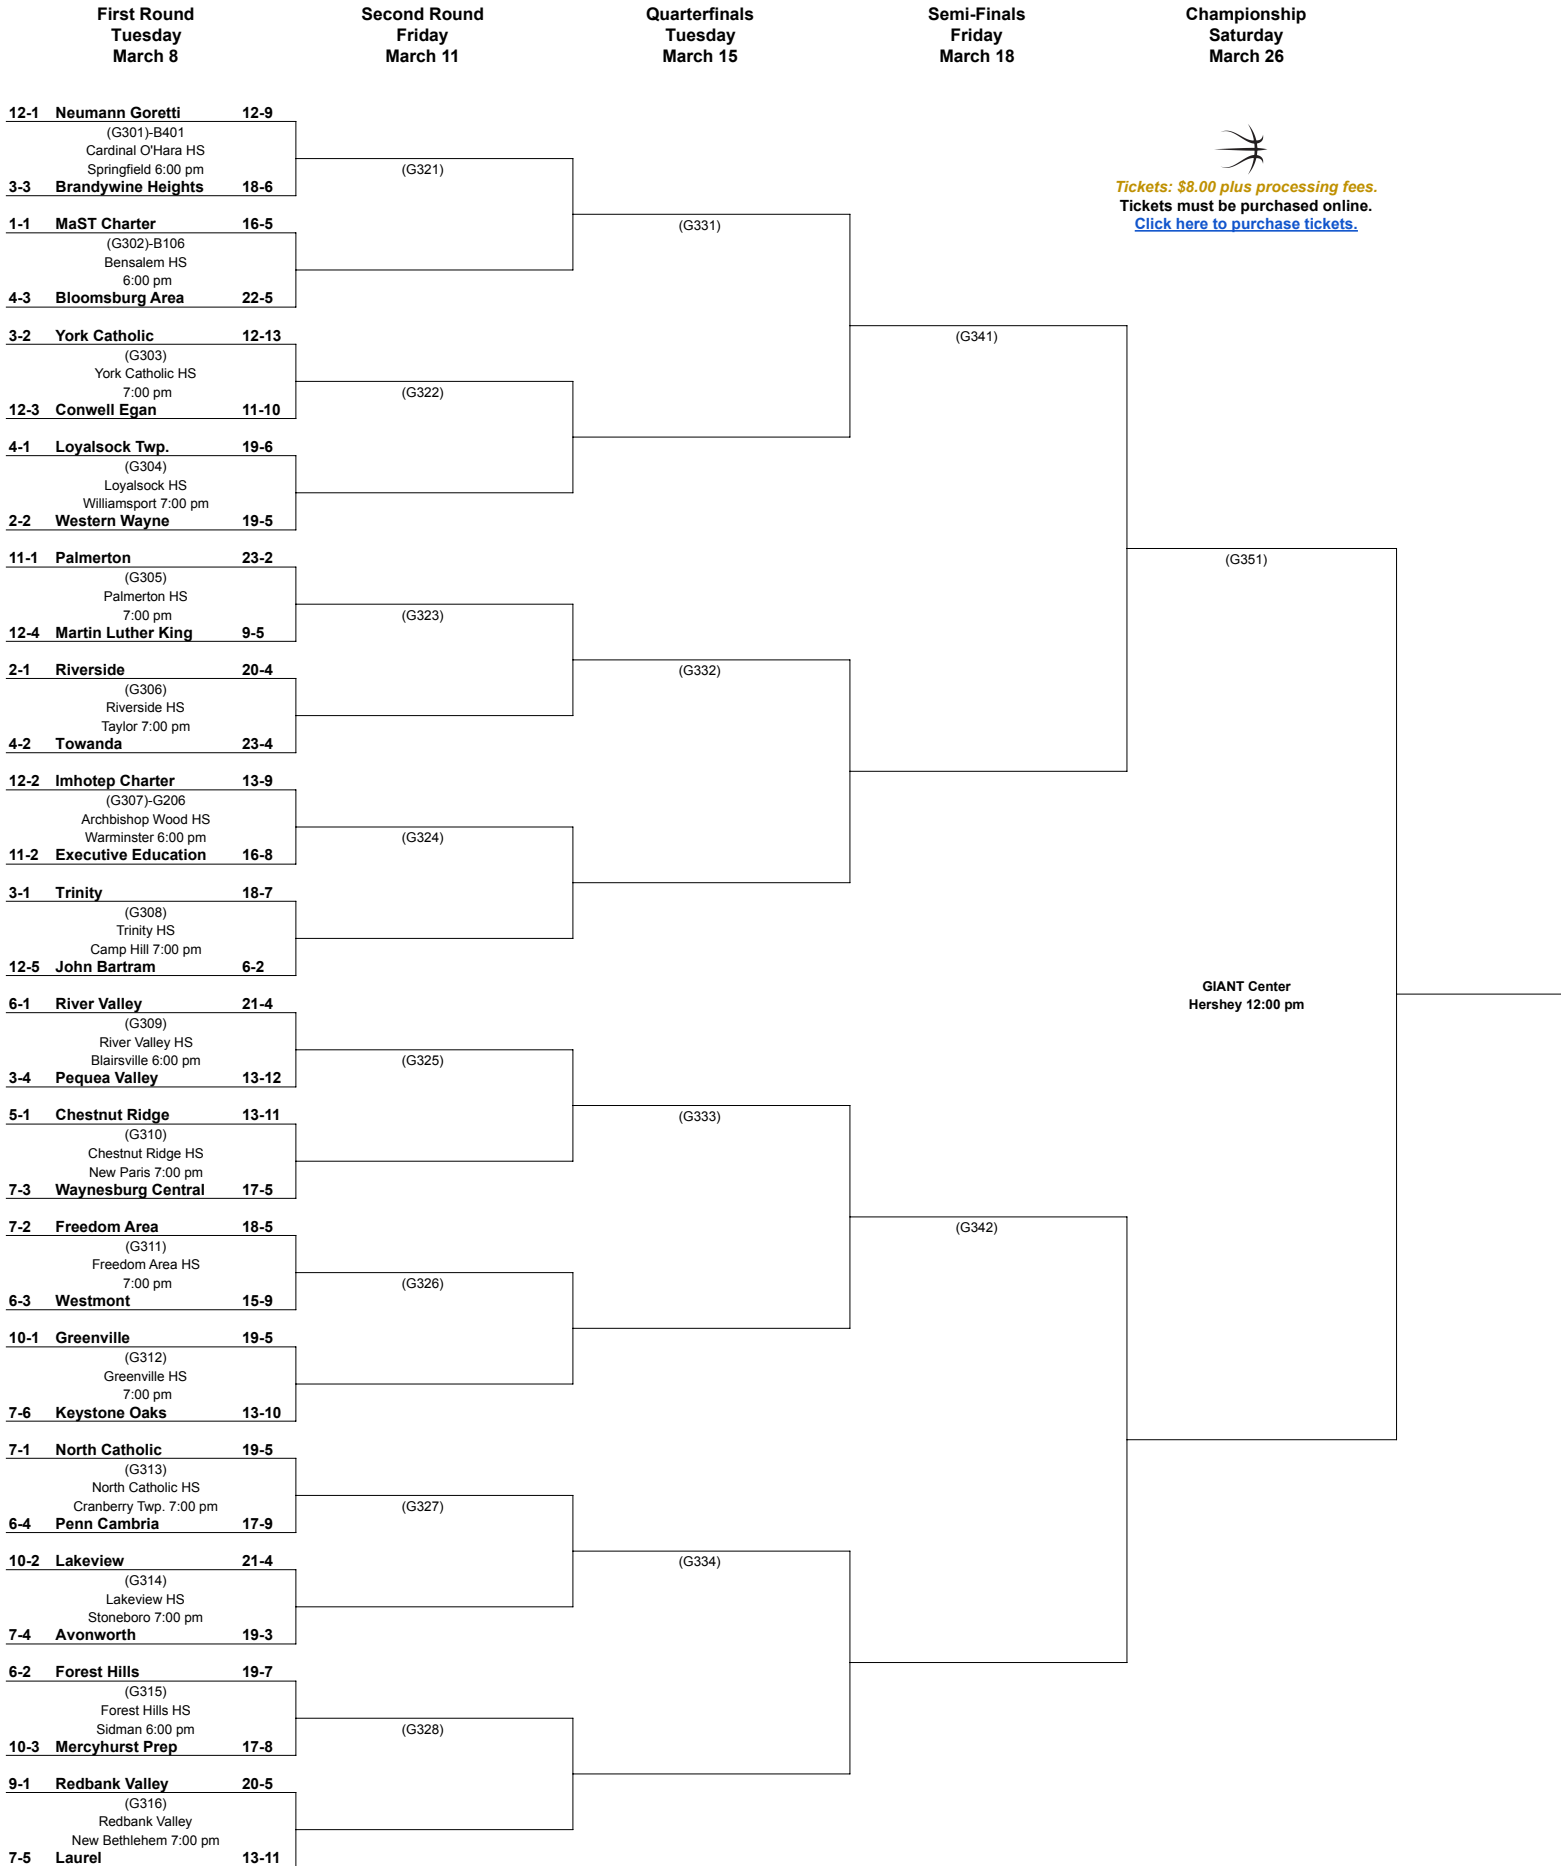 First Round
Tuesday
March 8
Second Round
Friday
March 11
Quarterfinals
Tuesday
March 15
Semi-Finals
Friday
March 18
Championship
Saturday
March 26
Tickets: $8.00 plus processing fees.
Tickets must be purchased online.
Click here to purchase tickets.
12-1 Neumann Goretti 12-9
(G301)-B401
Cardinal O'Hara HS
Springfield 6:00 pm
3-3 Brandywine Heights 18-6
1-1 MaST Charter 16-5
(G302)-B106
Bensalem HS
6:00 pm
4-3 Bloomsburg Area 22-5
3-2 York Catholic 12-13
(G303)
York Catholic HS
7:00 pm
12-3 Conwell Egan 11-10
4-1 Loyalsock Twp. 19-6
(G304)
Loyalsock HS
Williamsport 7:00 pm
2-2 Western Wayne 19-5
11-1 Palmerton 23-2
(G305)
Palmerton HS
7:00 pm
12-4 Martin Luther King 9-5
2-1 Riverside 20-4
(G306)
Riverside HS
Taylor 7:00 pm
4-2 Towanda 23-4
12-2 Imhotep Charter 13-9
(G307)-G206
Archbishop Wood HS
Warminster 6:00 pm
11-2 Executive Education 16-8
3-1 Trinity 18-7
(G308)
Trinity HS
Camp Hill 7:00 pm
12-5 John Bartram 6-2
6-1 River Valley 21-4
(G309)
River Valley HS
Blairsville 6:00 pm
3-4 Pequea Valley 13-12
5-1 Chestnut Ridge 13-11
(G310)
Chestnut Ridge HS
New Paris 7:00 pm
7-3 Waynesburg Central 17-5
7-2 Freedom Area 18-5
(G311)
Freedom Area HS
7:00 pm
6-3 Westmont 15-9
10-1 Greenville 19-5
(G312)
Greenville HS
7:00 pm
7-6 Keystone Oaks 13-10
7-1 North Catholic 19-5
(G313)
North Catholic HS
Cranberry Twp. 7:00 pm
6-4 Penn Cambria 17-9
10-2 Lakeview 21-4
(G314)
Lakeview HS
Stoneboro 7:00 pm
7-4 Avonworth 19-3
6-2 Forest Hills 19-7
(G315)
Forest Hills HS
Sidman 6:00 pm
10-3 Mercyhurst Prep 17-8
9-1 Redbank Valley 20-5
(G316)
Redbank Valley
New Bethlehem 7:00 pm
7-5 Laurel 13-11
(G321)
(G322)
(G323)
(G324)
(G325)
(G326)
(G327)
(G328)
(G331)
(G332)
(G333)
(G334)
(G341)
(G342)
(G351)
GIANT Center
Hershey 12:00 pm